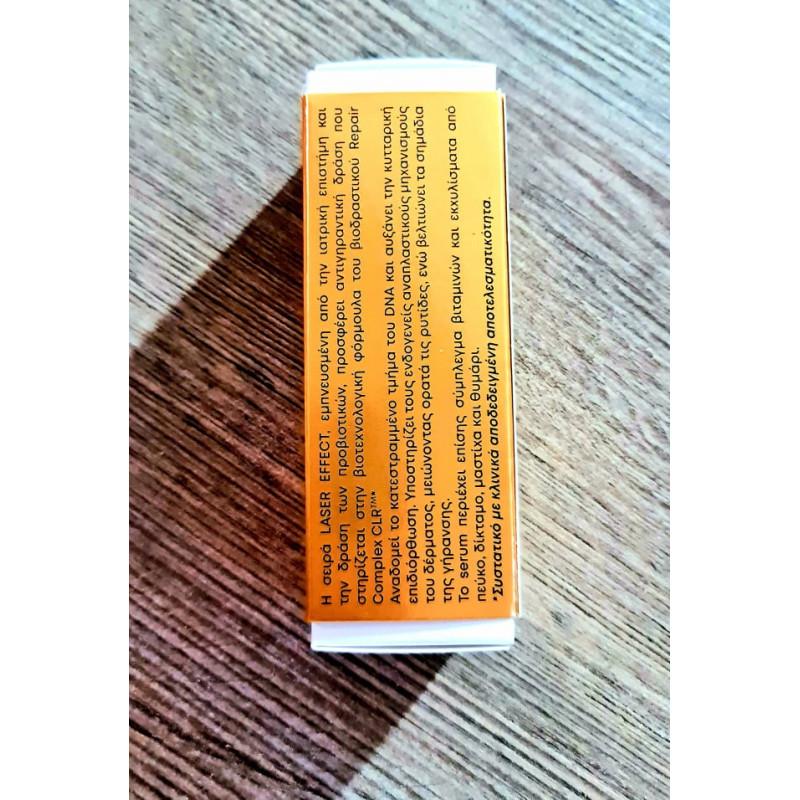 Η σειρά LASER EFFECT, εμπνευσμένη από την ιατρική επιστήμη και
την δράση των προβιοτικών, προσφέρει αντιγηραντική δράση που
στηρίζεται στην βιοτεχνολογική φόρμουλα του βιοδραστικού Repair
Complex CLR™*
Αναδομεί το κατεστραμμένο τμήμα του DNA και αυξάνει την κυτταρική
επιδιόρθωση. Υποστηρίζει τους ενδογενείς αναπλαστικούς μηχανισμούς
του δέρματος, μειώνοντας ορατά τις ρυτίδες, ενώ βελτιώνει τα σημάδια
της γήρανσης.
Το serum περιέχει επίσης σύμπλεγμα βιταμινών και εκχυλίσματα από
πεύκο, δίκταμο, μαστίχα και θυμάρι.
*Συστατικό με κλινικά αποδεδειγμένη αποτελεσματικότητα.